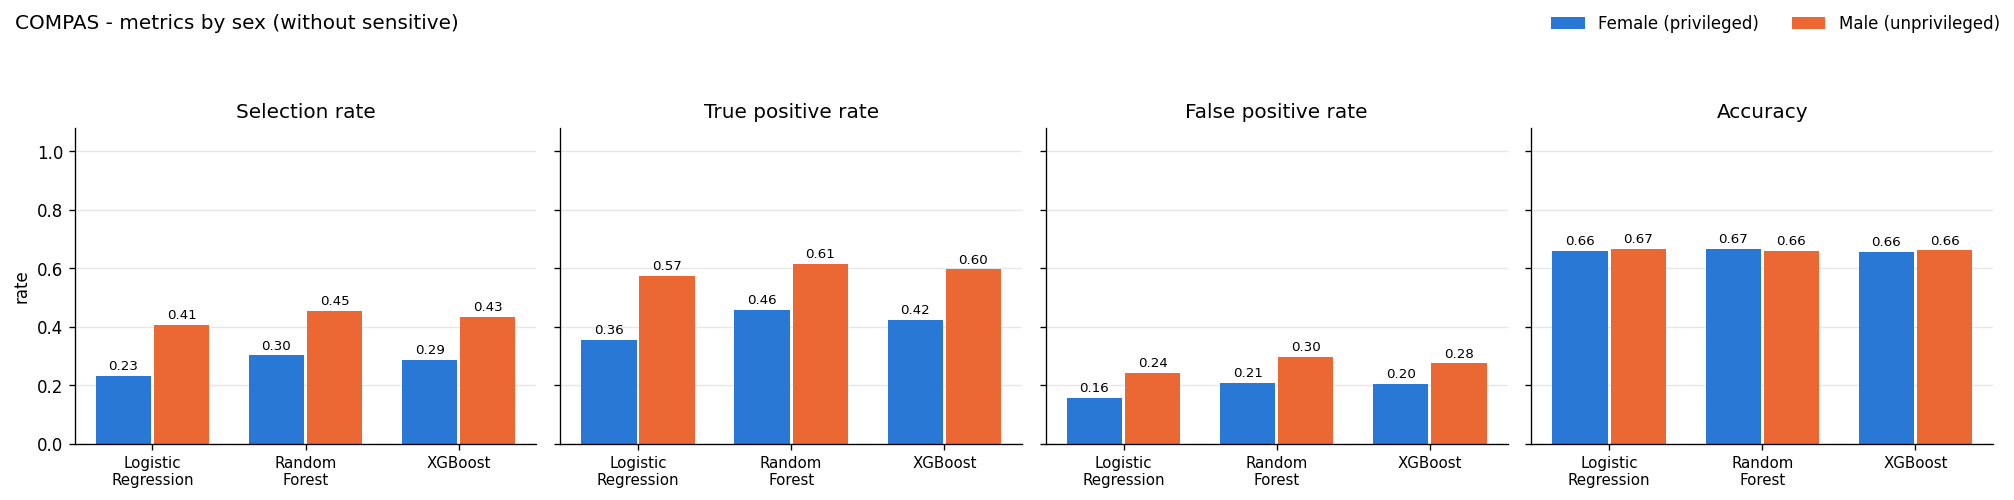 COMPAS - metrics by sex (without sensitive)
Female (privileged)
Male (unprivileged)
Selection rate
True positive rate
False positive rate
Accuracy
rate
1.0
0.8
0.6
0.4
0.2
0.0
0.23
0.41
0.30
0.45
0.29
0.43
Logistic
Regression
Random
Forest
XGBoost
0.36
0.57
0.46
0.61
0.42
0.60
Logistic
Regression
Random
Forest
XGBoost
0.16
0.24
0.21
0.30
0.20
0.28
Logistic
Regression
Random
Forest
XGBoost
0.66
0.67
0.67
0.66
0.66
0.66
Logistic
Regression
Random
Forest
XGBoost